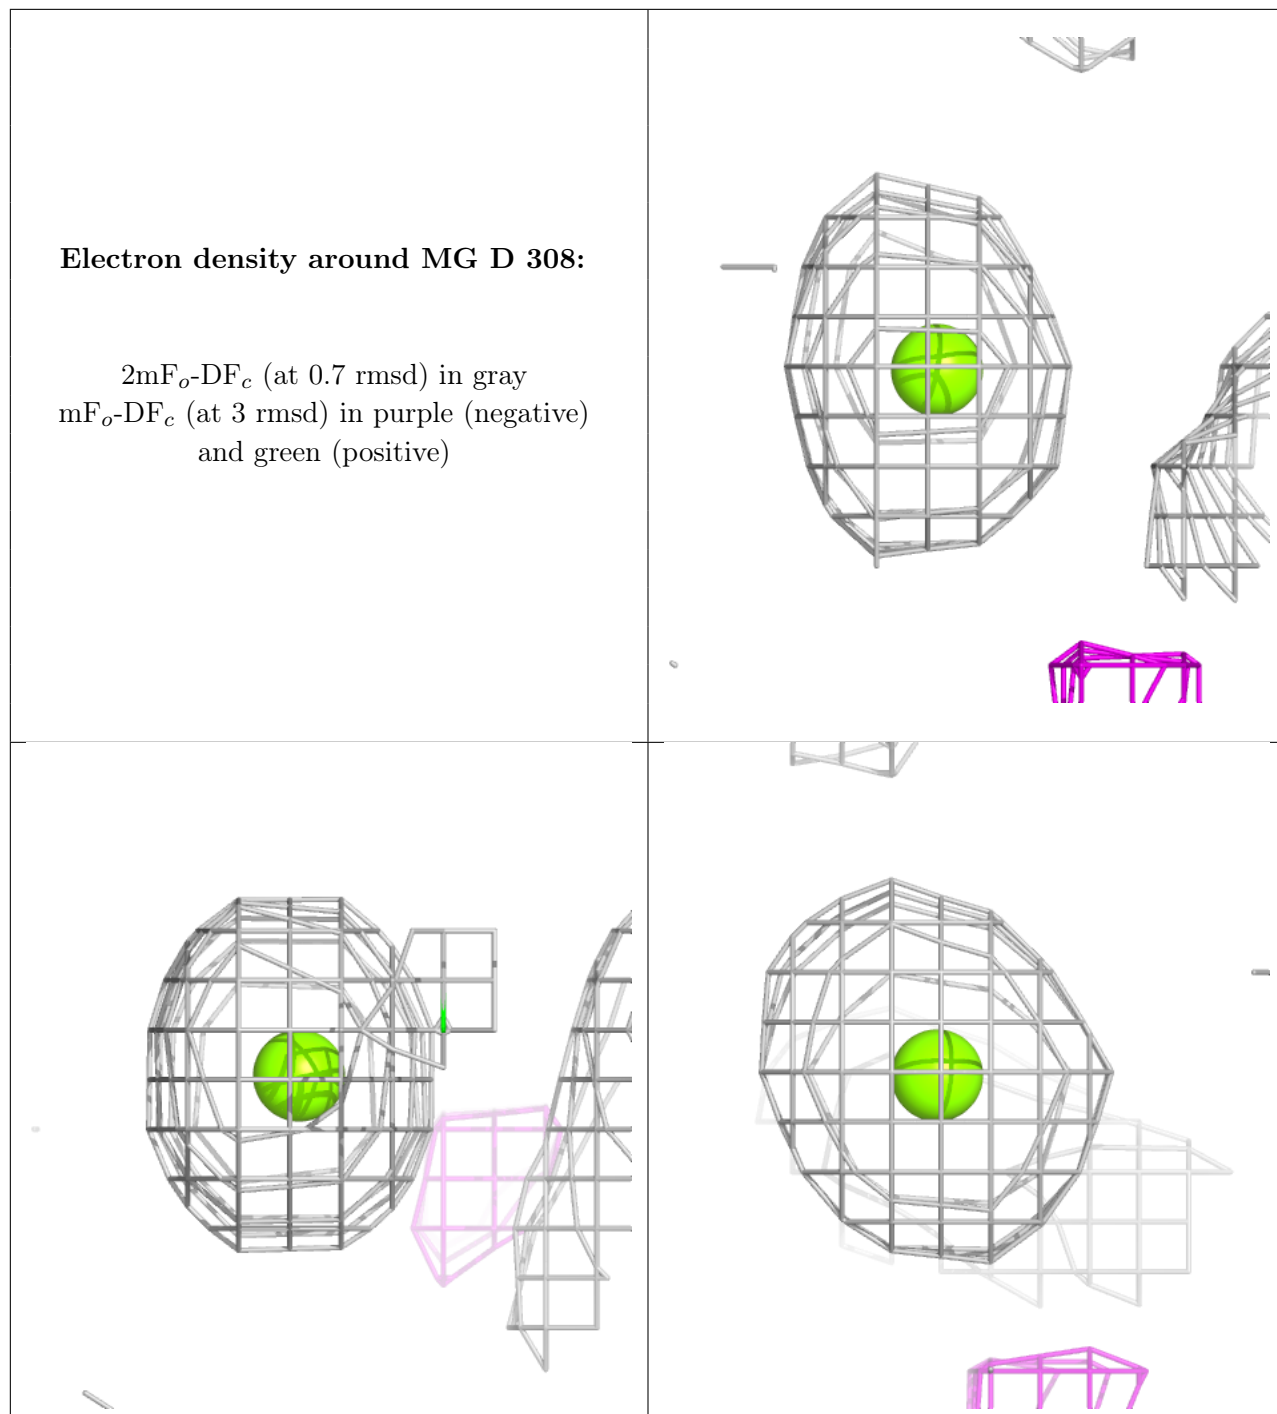 Electron density around MG D 308:
2mFo-DFc (at 0.7 rmsd) in gray
mFo-DFc (at 3 rmsd) in purple (negative)
and green (positive)